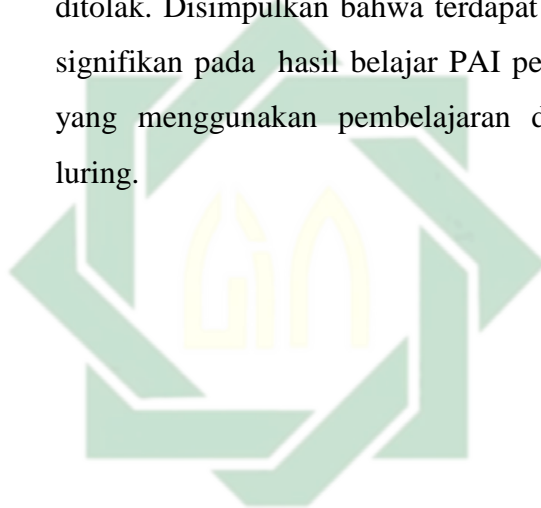 ditolak. Disimpulkan bahwa terdapat
signifikan pada hasil belajar PAI pe
yang menggunakan pembelajaran d
luring.